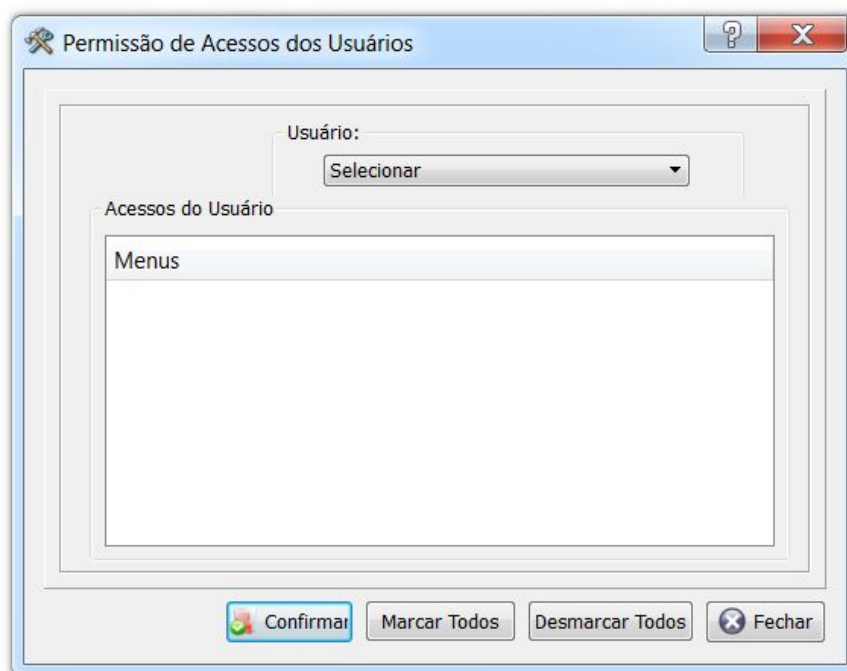 Permissão de Acessos dos Usuários
Usuário:
Selecionar
Acessos do Usuário
Menus
Confirmar
Marcar Todos
Desmarcar Todos
Fechar